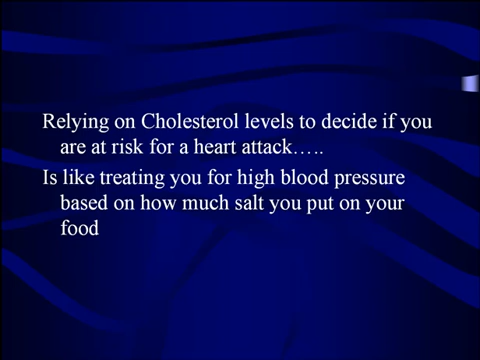 Relying on Cholesterol levels to decide if you
are at risk for a heart attack…..
Is like treating you for high blood pressure
based on how much salt you put on your
food